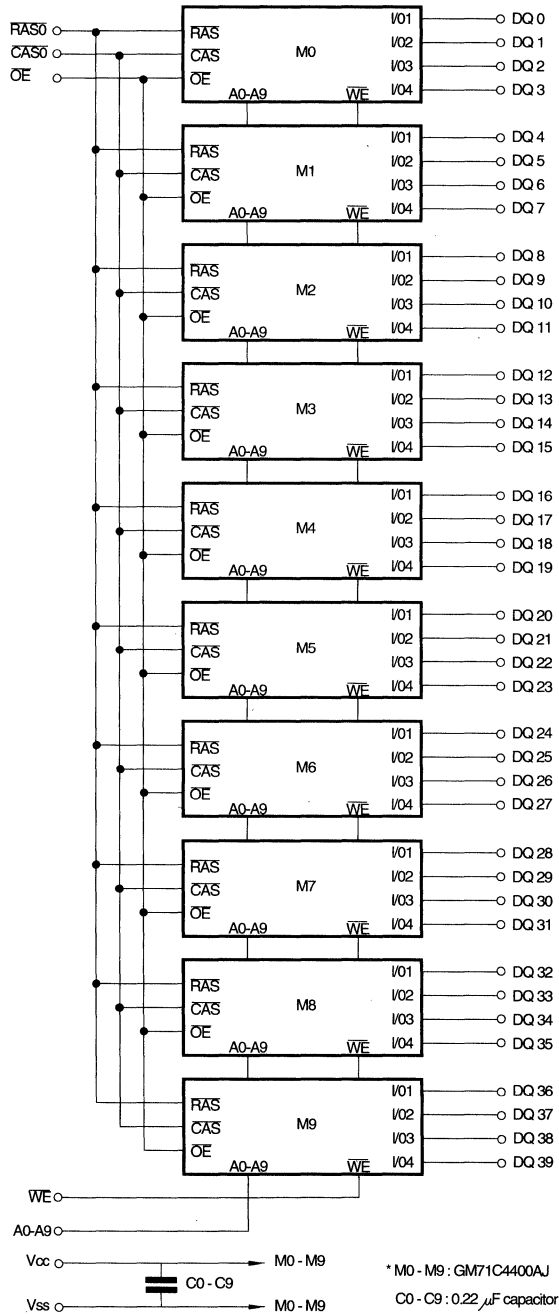 RAS0 RAS I/01 DQ 0
CAS0 CAS M0 I/02 DQ 1
OE OE I/03 DQ 2
A0-A9 WE I/04 DQ 3
I/01 DQ 4
RAS I/02 DQ 5
CAS M1 I/03 DQ 6
OE I/04 DQ 7
A0-A9 WE
I/01 DQ 8
RAS I/02 DQ 9
CAS M2 I/03 DQ 10
OE I/04 DQ 11
A0-A9 WE
I/01 DQ 12
RAS I/02 DQ 13
CAS M3 I/03 DQ 14
OE I/04 DQ 15
A0-A9 WE
I/01 DQ 16
RAS I/02 DQ 17
CAS M4 I/03 DQ 18
OE I/04 DQ 19
A0-A9 WE
I/01 DQ 20
RAS I/02 DQ 21
CAS M5 I/03 DQ 22
OE I/04 DQ 23
A0-A9 WE
I/01 DQ 24
RAS I/02 DQ 25
CAS M6 I/03 DQ 26
OE I/04 DQ 27
A0-A9 WE
I/01 DQ 28
RAS I/02 DQ 29
CAS M7 I/03 DQ 30
OE I/04 DQ 31
A0-A9 WE
I/01 DQ 32
RAS I/02 DQ 33
CAS M8 I/03 DQ 34
OE I/04 DQ 35
A0-A9 WE
I/01 DQ 36
RAS I/02 DQ 37
CAS M9 I/03 DQ 38
OE I/04 DQ 39
A0-A9 WE
WE
A0-A9
Vcc M0 - M9
C0 - C9
Vss M0 - M9
* M0 - M9 : GM71C4400AJ
C0 - C9 : 0.22 μF capacitor